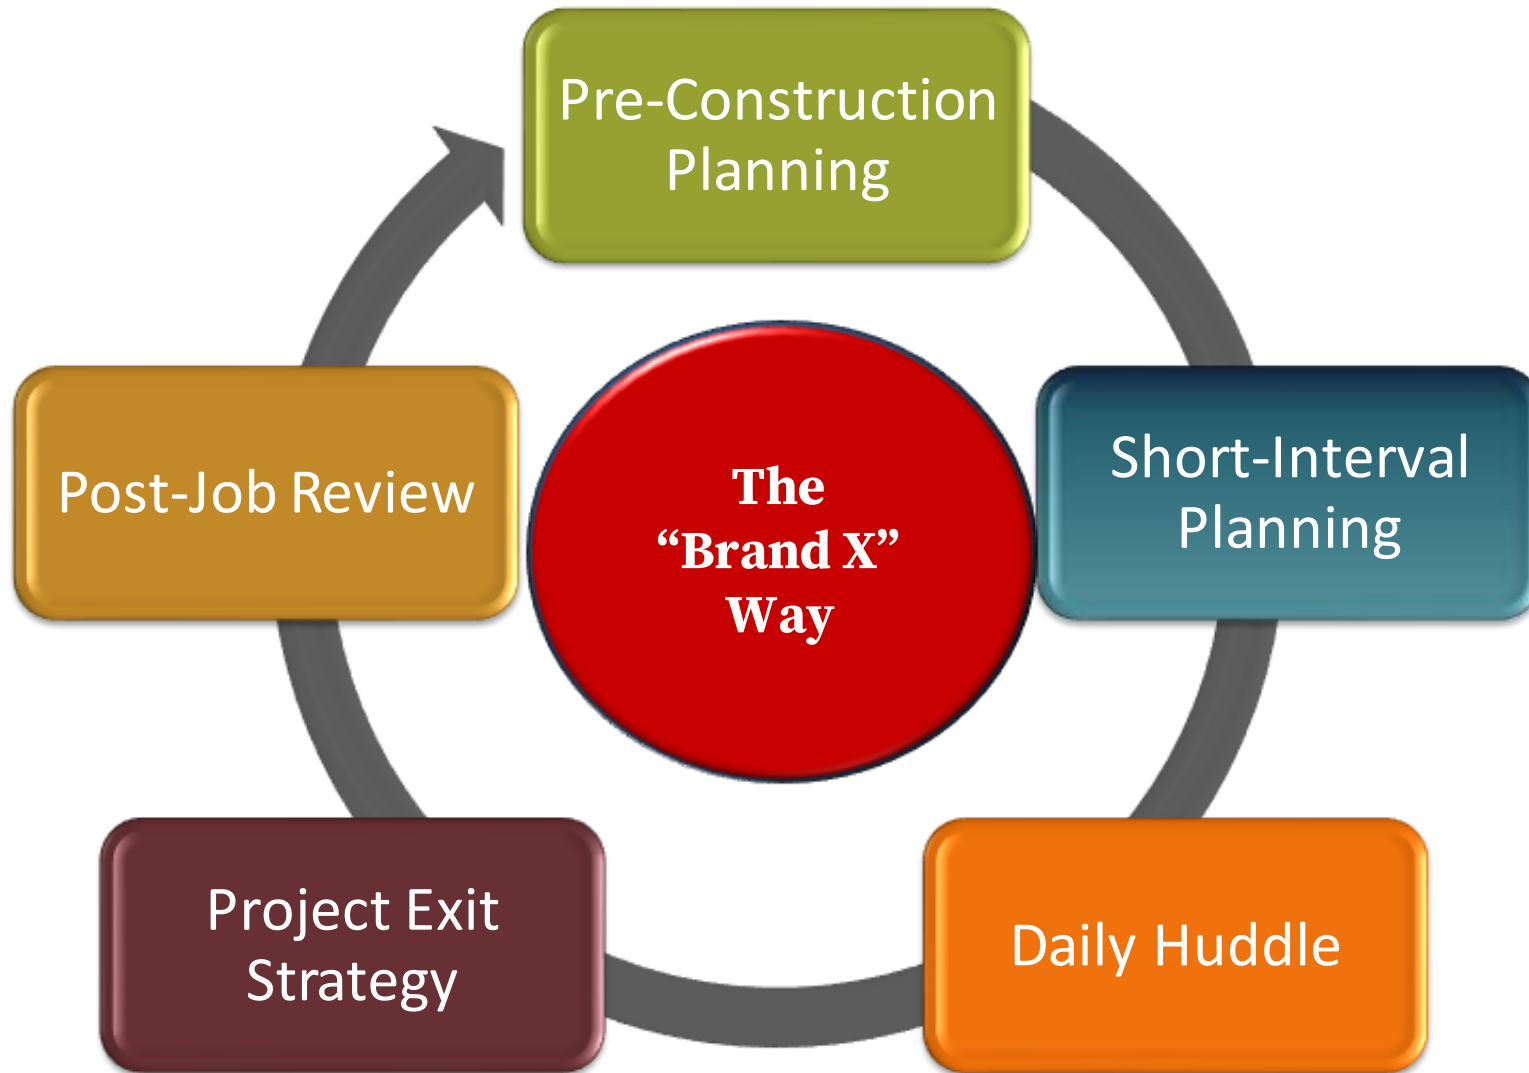 Pre-Construction
Planning
Short-Interval
Planning
Daily Huddle
Project Exit
Strategy
Post-Job Review
The
“Brand X”
Way